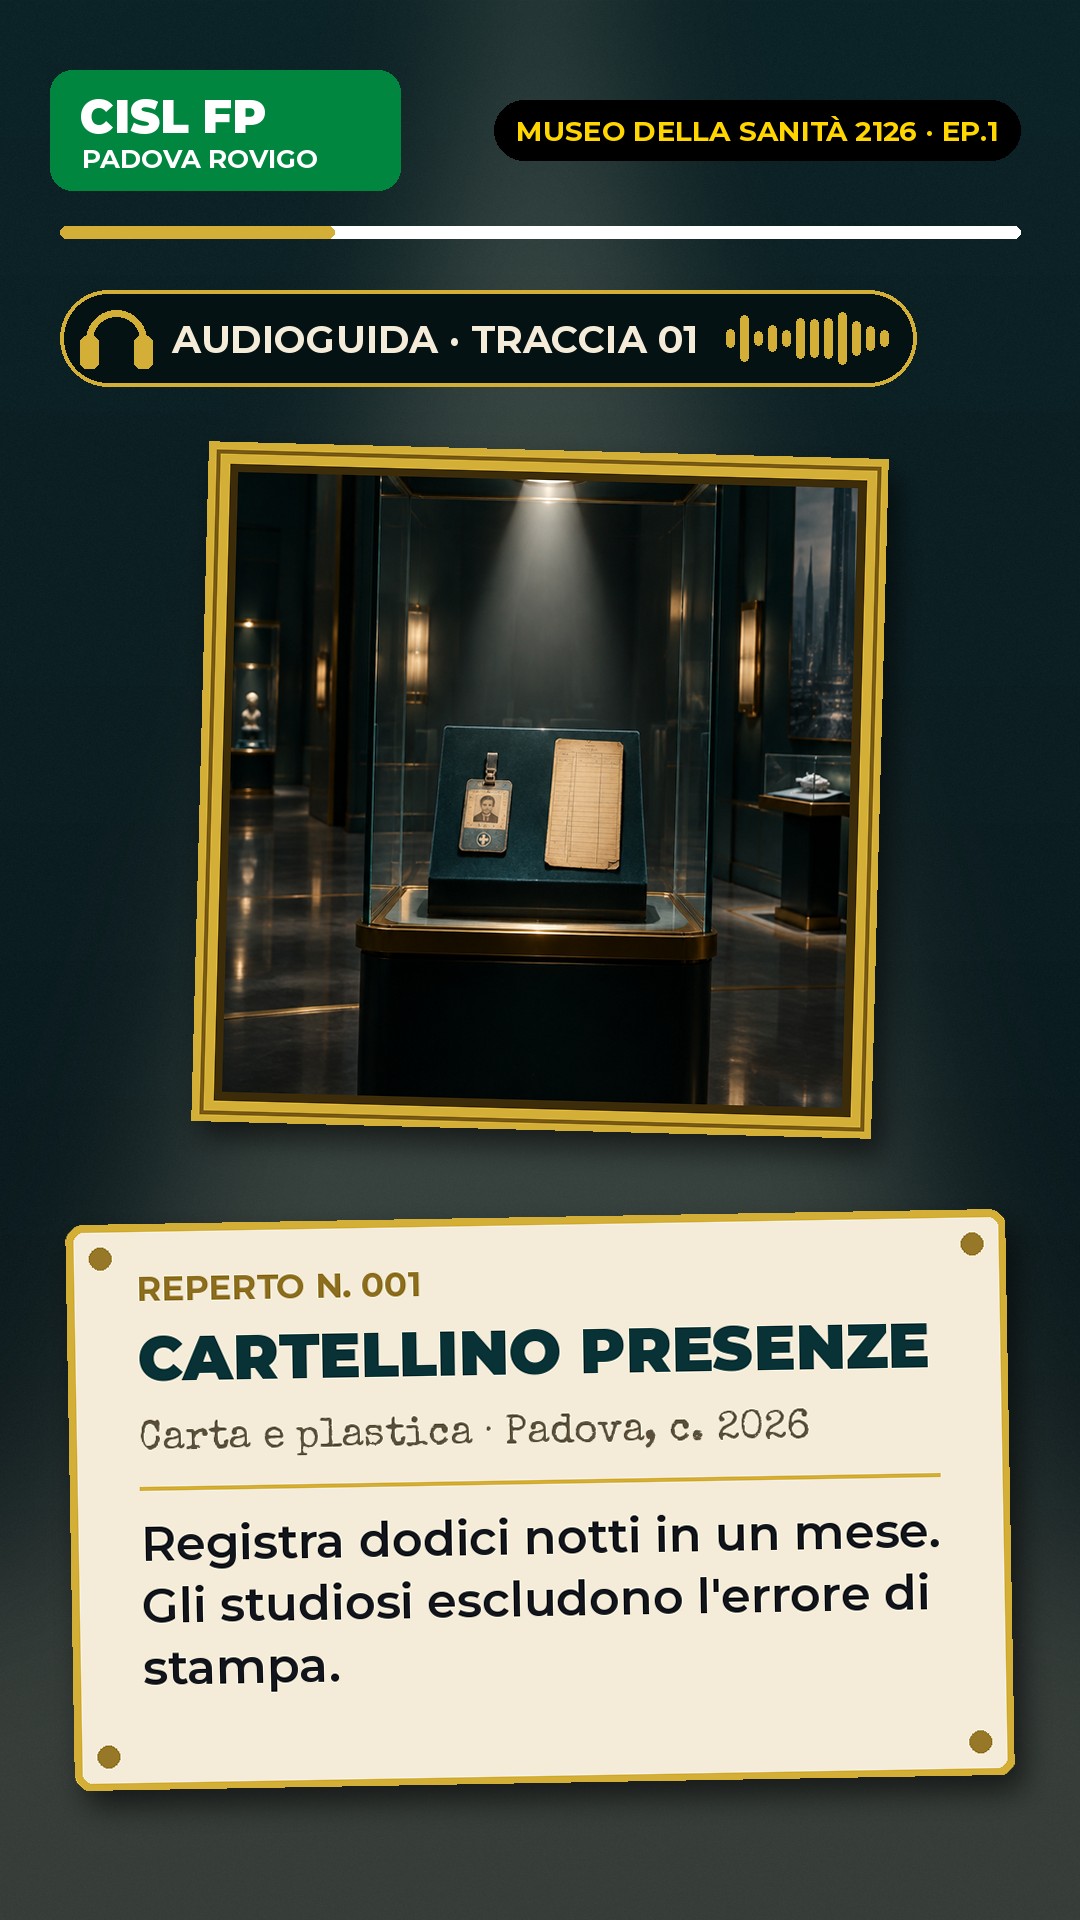 CISL FP
PADOVA ROVIGO
MUSEO DELLA SANITÀ 2126 · EP.1
AUDIOGUIDA · TRACCIA 01
REPERTO N. 001
CARTELLINO PRESENZE
Carta e plastica · Padova, c. 2026
Registra dodici notti in un mese.
Gli studiosi escludono l'errore di
stampa.